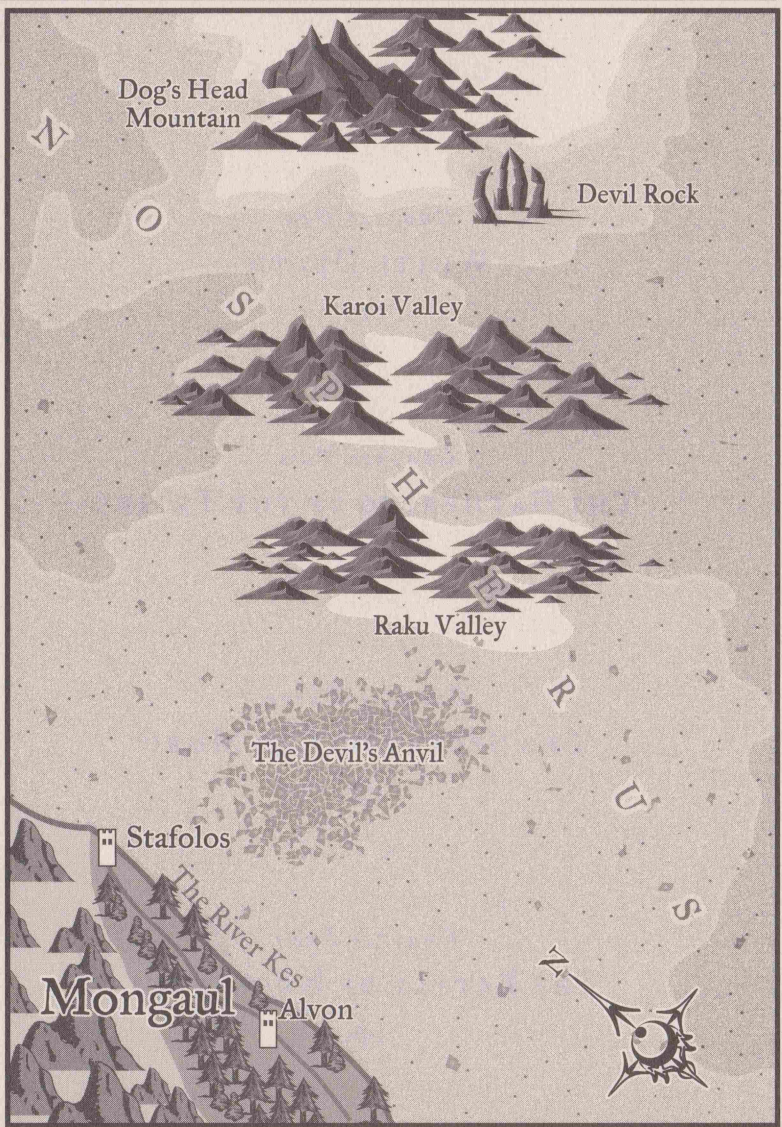 Dog's Head
Mountain
Devil Rock
NOSPHERUS
Karoi Valley
Raku Valley
The Devil's Anvil
Stafolos
The River Kes
Mongaul
Alvon
N